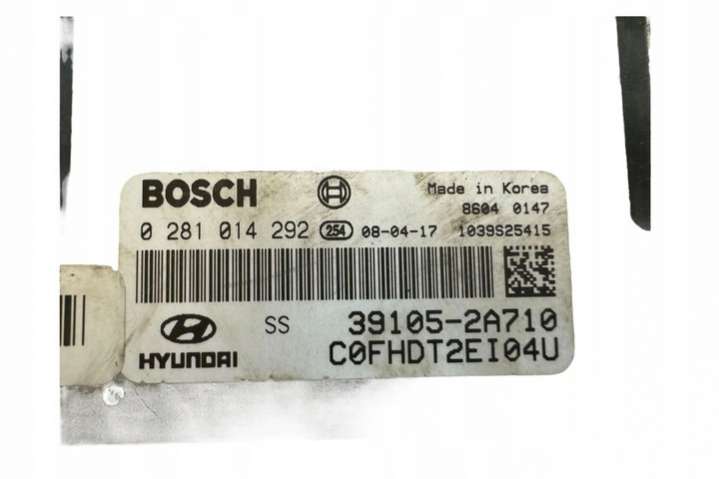 BOSCH Made in Korea
8604 0147
0 281 014 292 254 08-04-17 1039S25415
SS 39105-2A710
HYUNDAI C0FHDT2EI04U